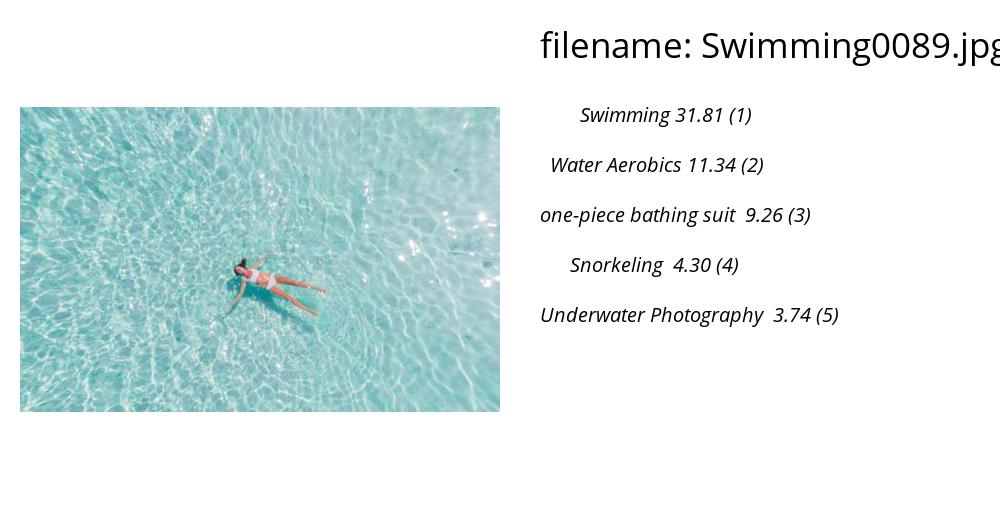 filename: Swimming0089.jpg
Swimming 31.81 (1)
Water Aerobics 11.34 (2)
one-piece bathing suit 9.26 (3)
Snorkeling 4.30 (4)
Underwater Photography 3.74 (5)